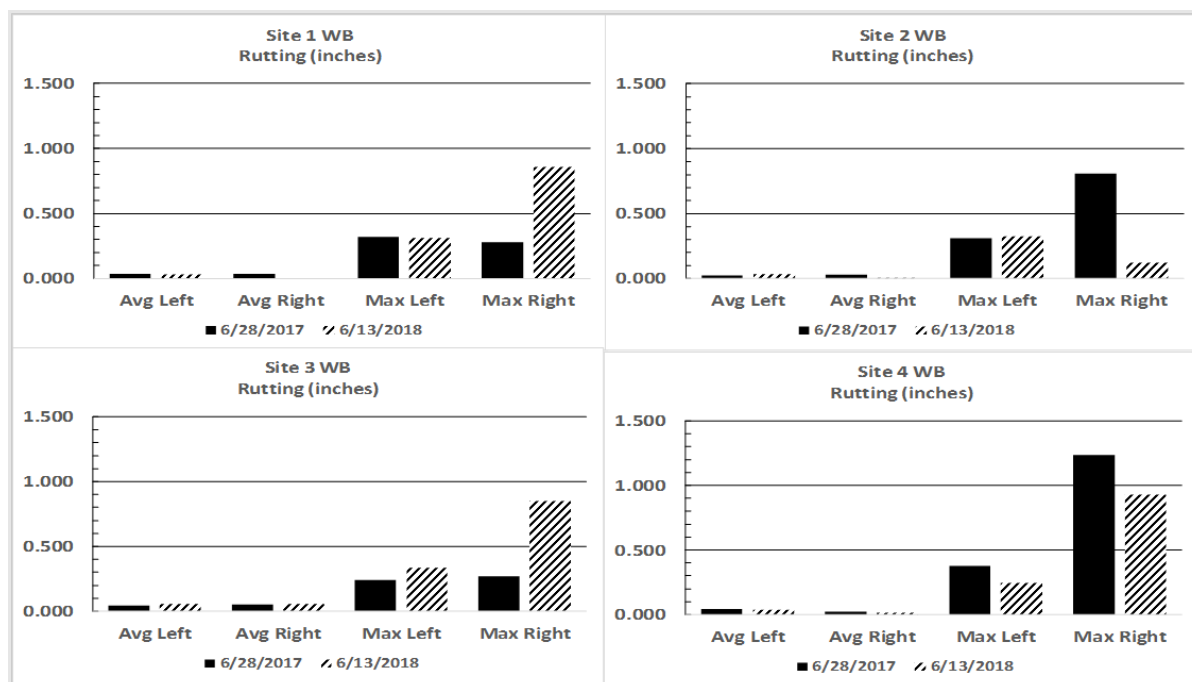 Site 1 WB
Rutting (inches)
1.500
1.000
0.500
0.000
Avg Left Avg Right Max Left Max Right
6/28/2017 6/13/2018
Site 2 WB
Rutting (inches)
1.500
1.000
0.500
0.000
Avg Left Avg Right Max Left Max Right
6/28/2017 6/13/2018
Site 3 WB
Rutting (inches)
1.500
1.000
0.500
0.000
Avg Left Avg Right Max Left Max Right
6/28/2017 6/13/2018
Site 4 WB
Rutting (inches)
1.500
1.000
0.500
0.000
Avg Left Avg Right Max Left Max Right
6/28/2017 6/13/2018